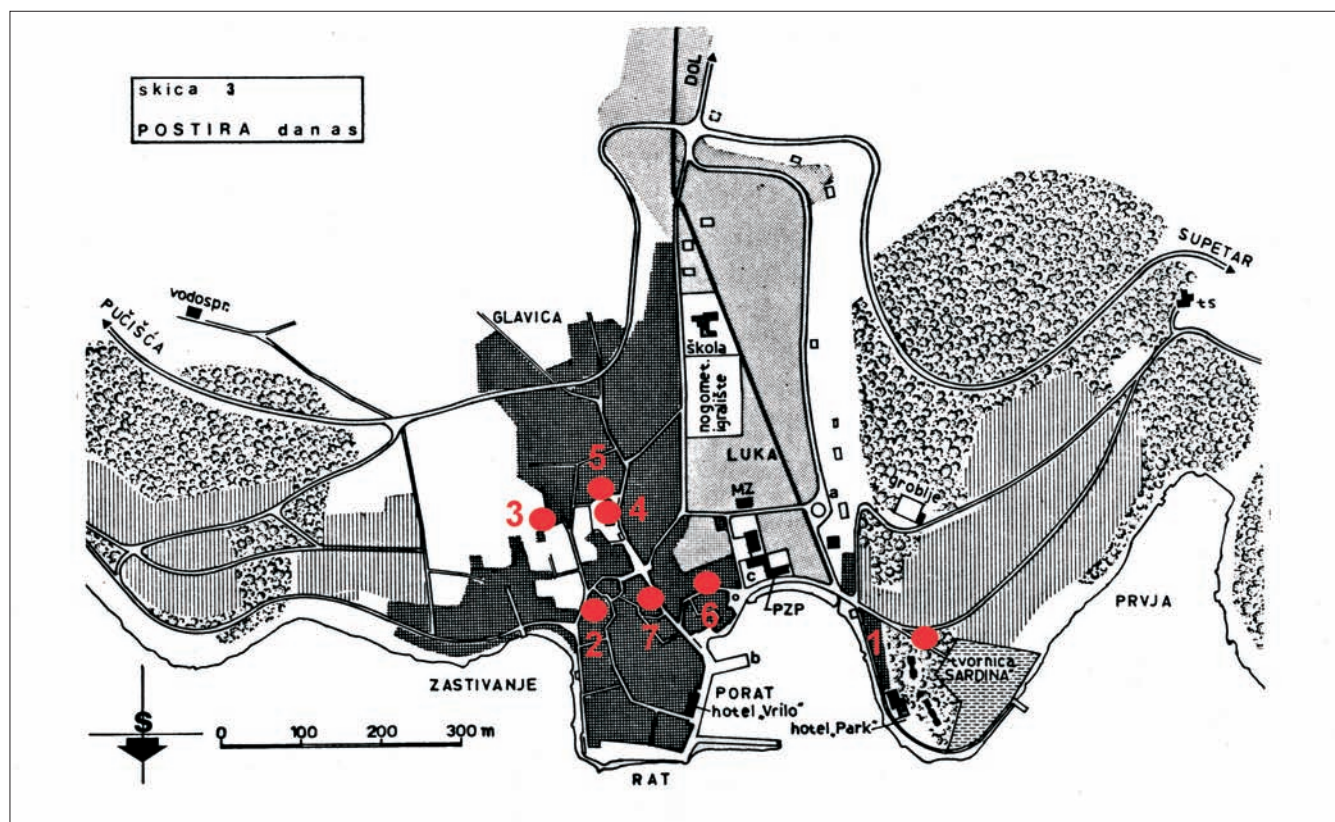 skica 3
POSTIRA danas
DOL
SUPETAR
ts
PUČIŠĆA
vodospr.
GLAVICA
škola
nogomet.
igralište
LUKA
MZ
a
groblje
5
3
4
c
PZP
2
7
6
1
PRVJA
tvornica
„SARDINA"
b
ZASTIVANJE
PORAT
hotel „Vrilo"
hotel „Park"
S
0 100 200 300 m
RAT